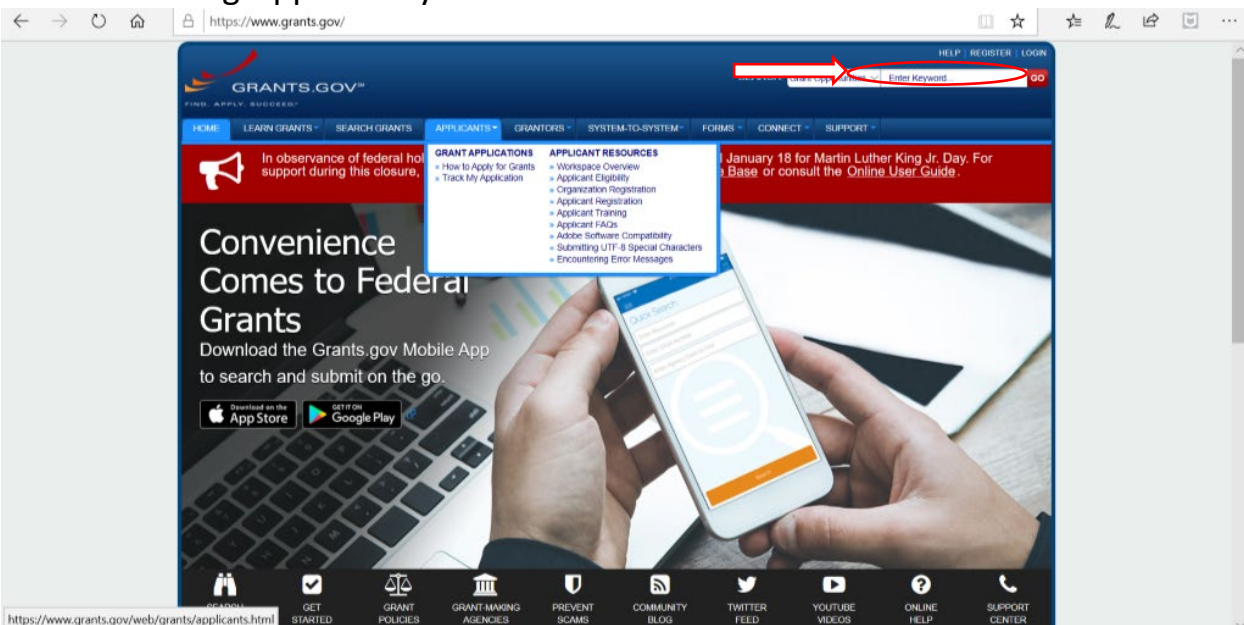 https://www.grants.gov/
HELP | REGISTER | LOGIN
GRANTS.GOV℠
FIND. APPLY. SUCCEED.℠
Enter Keyword...
GO
HOME LEARN GRANTS SEARCH GRANTS APPLICANTS GRANTORS SYSTEM-TO-SYSTEM FORMS CONNECT SUPPORT
In observance of federal hol
January 18 for Martin Luther King Jr. Day. For
support during this closure,
Base or consult the Online User Guide.
GRANT APPLICATIONS
» How to Apply for Grants
» Track My Application
APPLICANT RESOURCES
» Workspace Overview
» Applicant Eligibility
» Organization Registration
» Applicant Registration
» Applicant Training
» Applicant FAQs
» Adobe Software Compatibility
» Submitting UTF-8 Special Characters
» Encountering Error Messages
Convenience
Comes to Federal
Grants
Download the Grants.gov Mobile App
to search and submit on the go.
Download on the
App Store
GET IT ON
Google Play
Quick Search
Search
SEARCH
GET
STARTED
GRANT
POLICIES
GRANT-MAKING
AGENCIES
PREVENT
SCAMS
COMMUNITY
BLOG
TWITTER
FEED
YOUTUBE
VIDEOS
ONLINE
HELP
SUPPORT
CENTER
https://www.grants.gov/web/grants/applicants.html